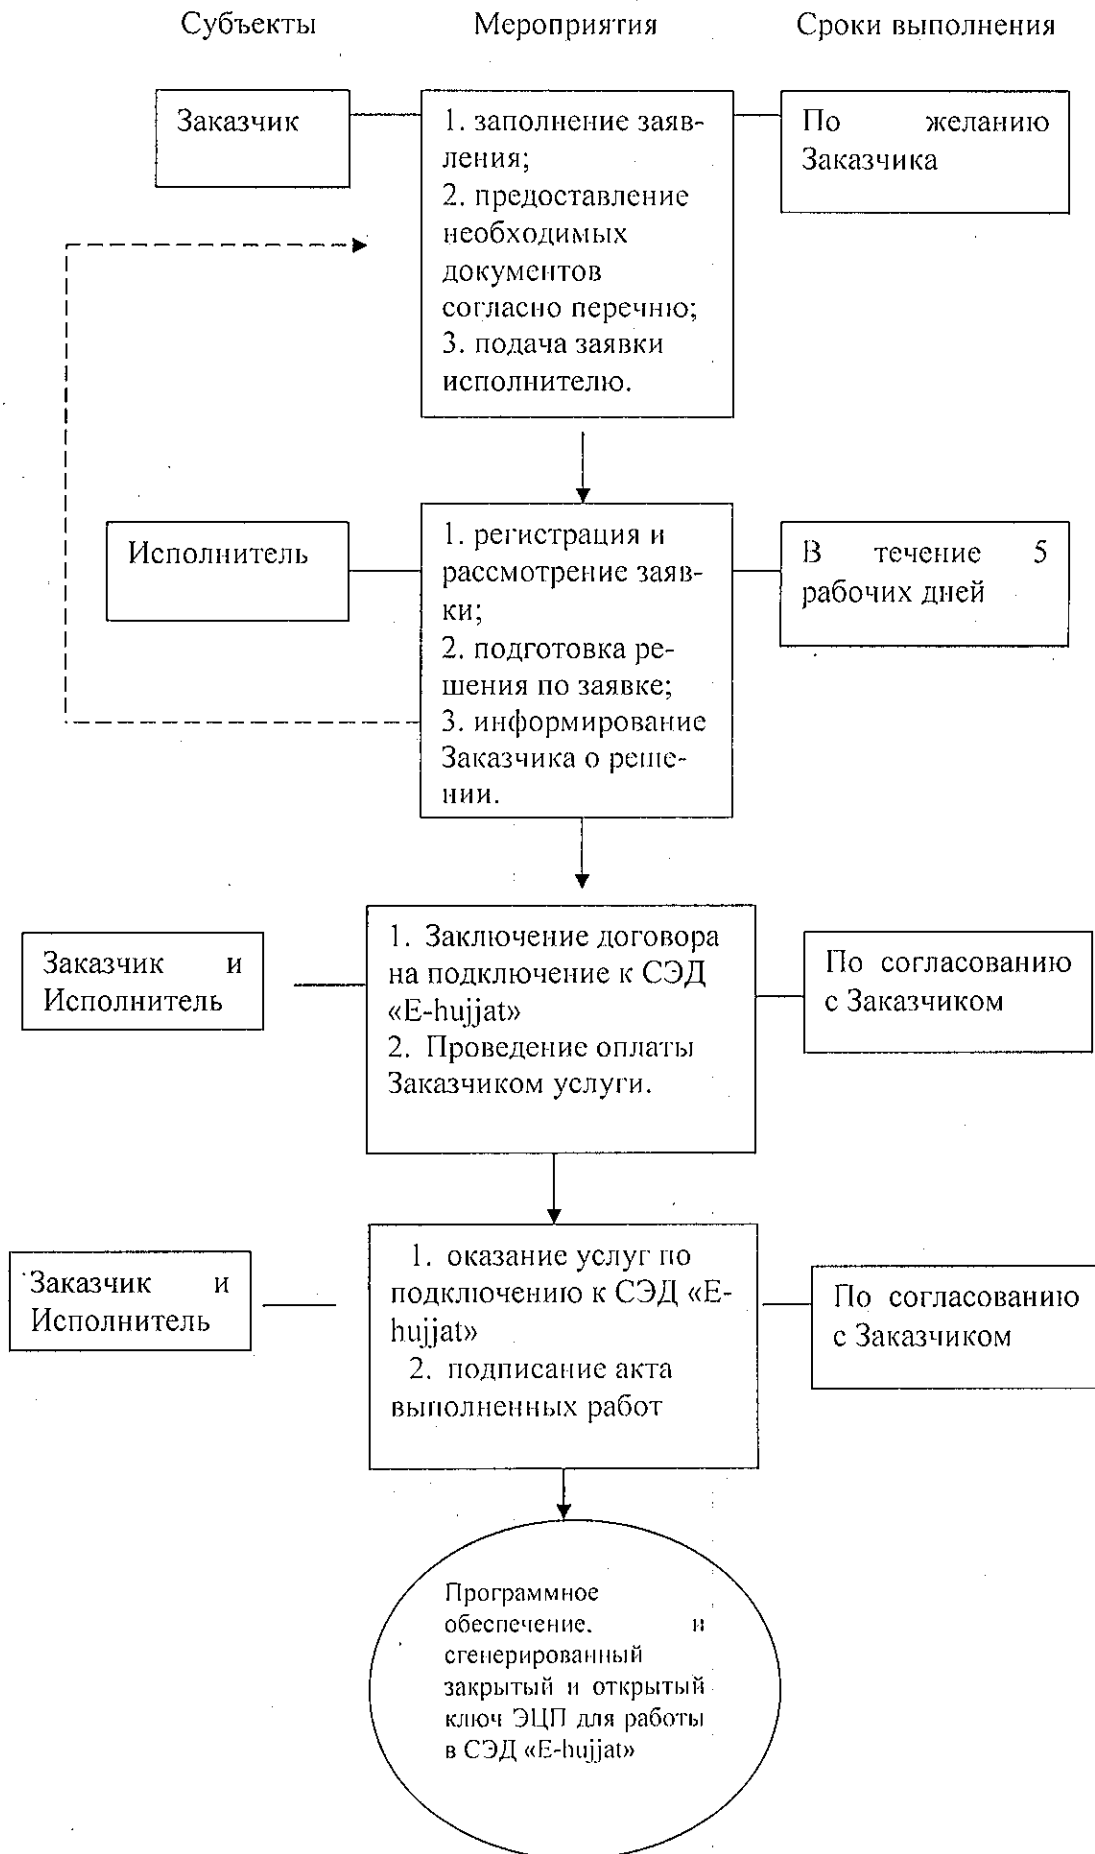 Субъекты Мероприятия Сроки выполнения
Заказчик
1. заполнение заяв-
ления;
2. предоставление
необходимых
документов
согласно перечню;
3. подача заявки
исполнителю.
По желанию
Заказчика
Исполнитель
1. регистрация и
рассмотрение заяв-
ки;
2. подготовка ре-
шения по заявке;
3. информирование
Заказчика о реше-
нии.
В течение 5
рабочих дней
Заказчик и
Исполнитель
1. Заключение договора
на подключение к СЭД
«E-hujjat»
2. Проведение оплаты
Заказчиком услуги.
По согласованию
с Заказчиком
Заказчик и
Исполнитель
1. оказание услуг по
подключению к СЭД «E-
hujjat»
2. подписание акта
выполненных работ
По согласованию
с Заказчиком
Программное
обеспечение, и
сгенерированный
закрытый и открытый
ключ ЭЦП для работы
в СЭД «E-hujjat»